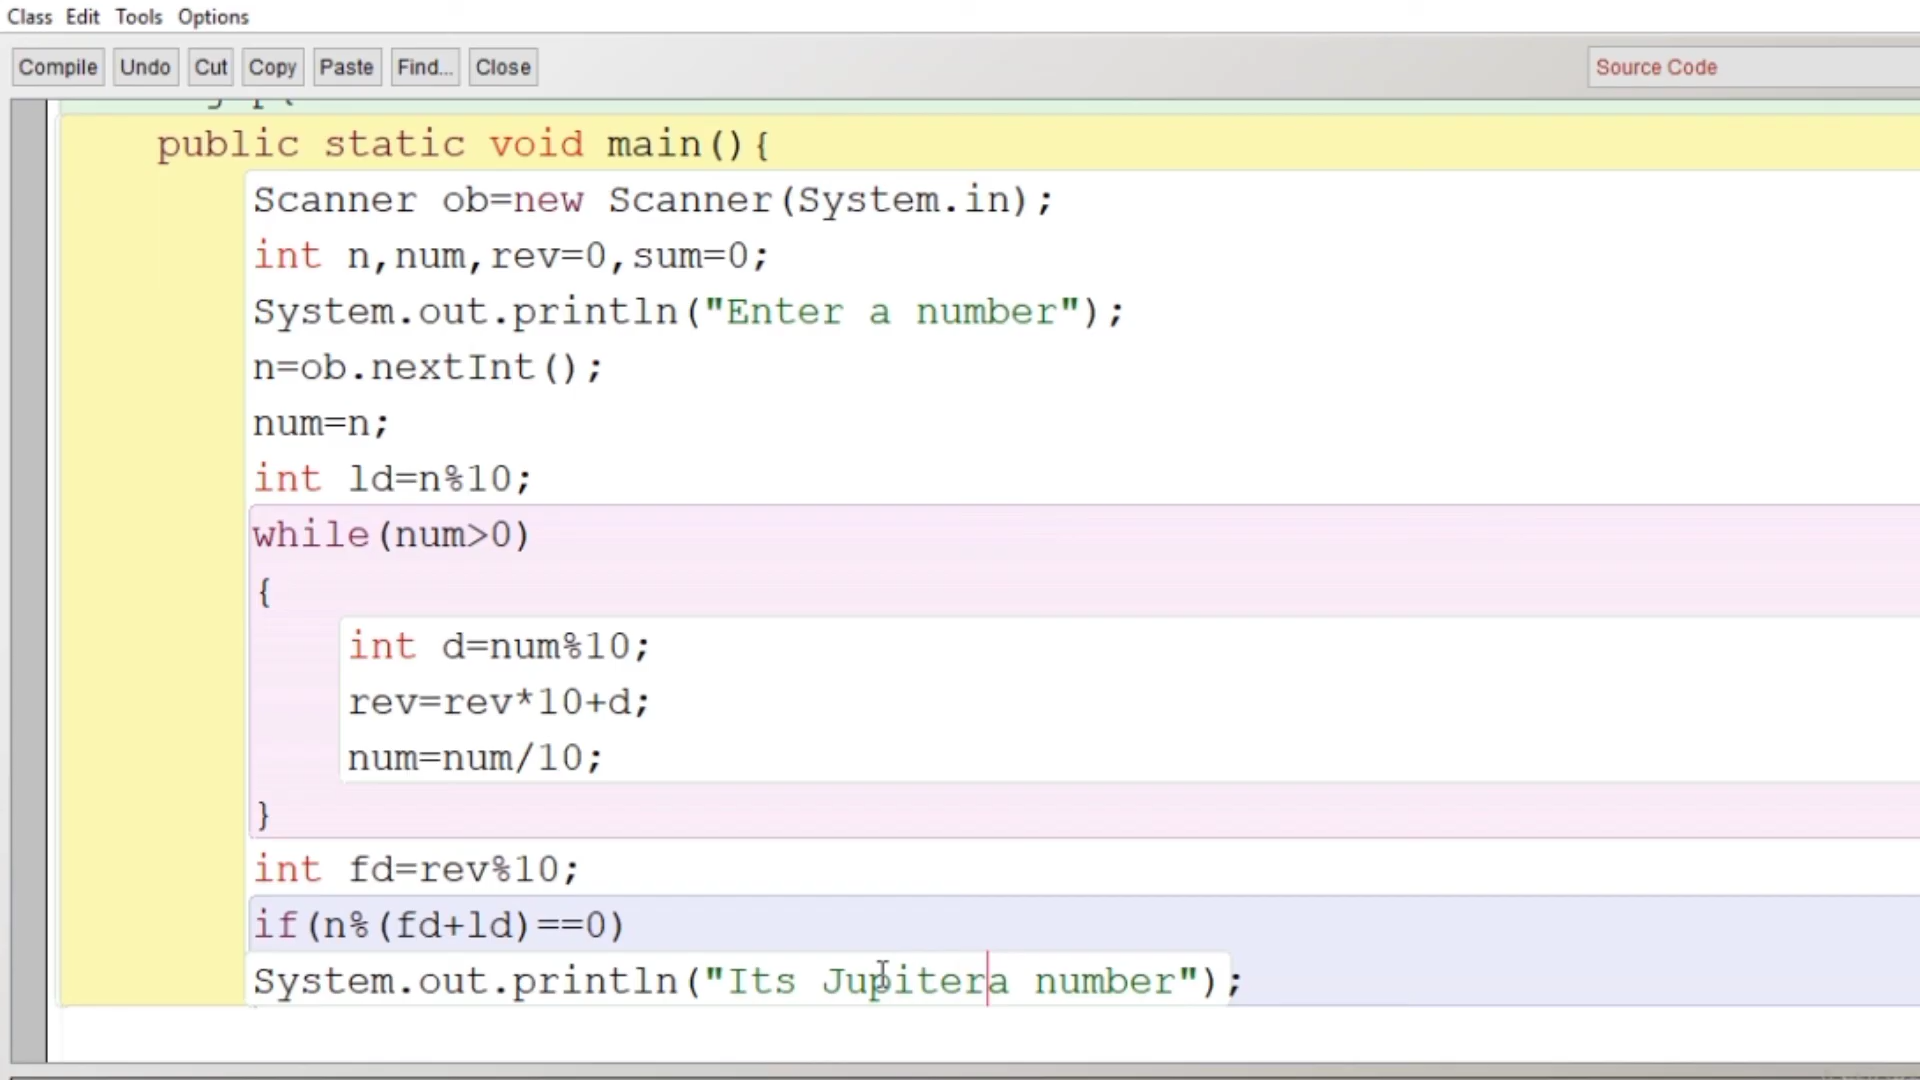 Class Edit Tools Options
Compile Undo Cut Copy Paste Find... Close Source Code
public static void main(){
Scanner ob=new Scanner(System.in);
int n,num,rev=0,sum=0;
System.out.println("Enter a number");
n=ob.nextInt();
num=n;
int ld=n%10;
while(num>0)
{
int d=num%10;
rev=rev*10+d;
num=num/10;
}
int fd=rev%10;
if(n%(fd+ld)==0)
System.out.println("Its Jupitera number");